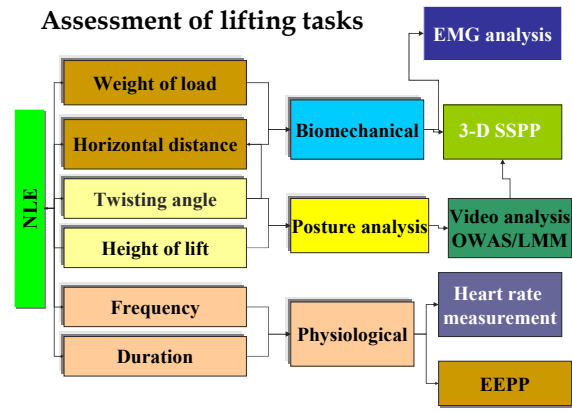 Assessment of lifting tasks
EMG analysis
Weight of load
Horizontal distance
Biomechanical
3-D SSPP
NLE
Twisting angle
Height of lift
Posture analysis
Video analysis
OWAS/LMM
Frequency
Duration
Physiological
Heart rate
measurement
EEPP